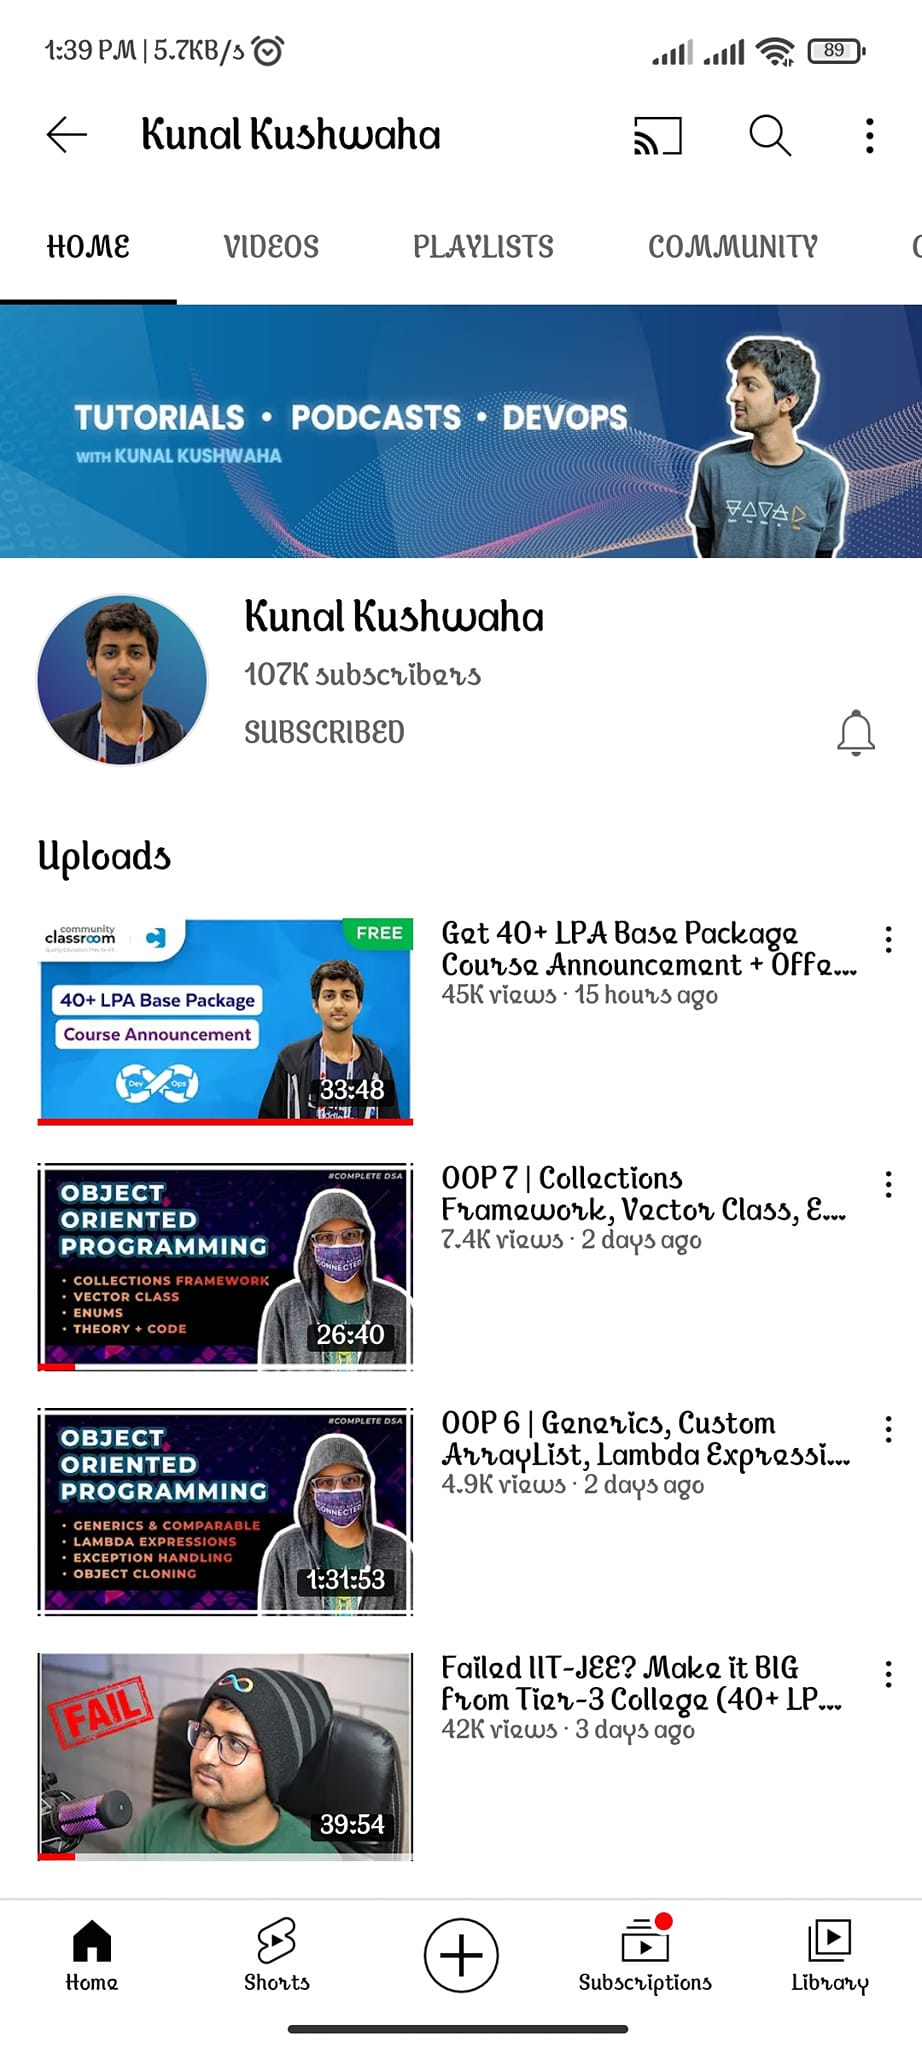 1:39 PM | 5.7KB/s
89
Kunal Kushwaha
HOME VIDEOS PLAYLISTS COMMUNITY
TUTORIALS • PODCASTS • DEVOPS
WITH KUNAL KUSHWAHA
Kunal Kushwaha
107K subscribers
SUBSCRIBED
Uploads
community
classroom
FREE
40+ LPA Base Package
Course Announcement
Dev Ops
33:48
Get 40+ LPA Base Package
Course Announcement + Offe...
45K views · 15 hours ago
#COMPLETE DSA
OBJECT
ORIENTED
PROGRAMMING
• COLLECTIONS FRAMEWORK
• VECTOR CLASS
• ENUMS
• THEORY + CODE
CONNECTED
26:40
OOP 7 | Collections
Framework, Vector Class, E...
7.4K views · 2 days ago
#COMPLETE DSA
OBJECT
ORIENTED
PROGRAMMING
• GENERICS & COMPARABLE
• LAMBDA EXPRESSIONS
• EXCEPTION HANDLING
• OBJECT CLONING
CONNECTED
1:31:53
OOP 6 | Generics, Custom
ArrayList, Lambda Expressi...
4.9K views · 2 days ago
FAIL
39:54
Failed IIT-JEE? Make it BIG
from Tier-3 College (40+ LP...
42K views · 3 days ago
Home Shorts Subscriptions Library